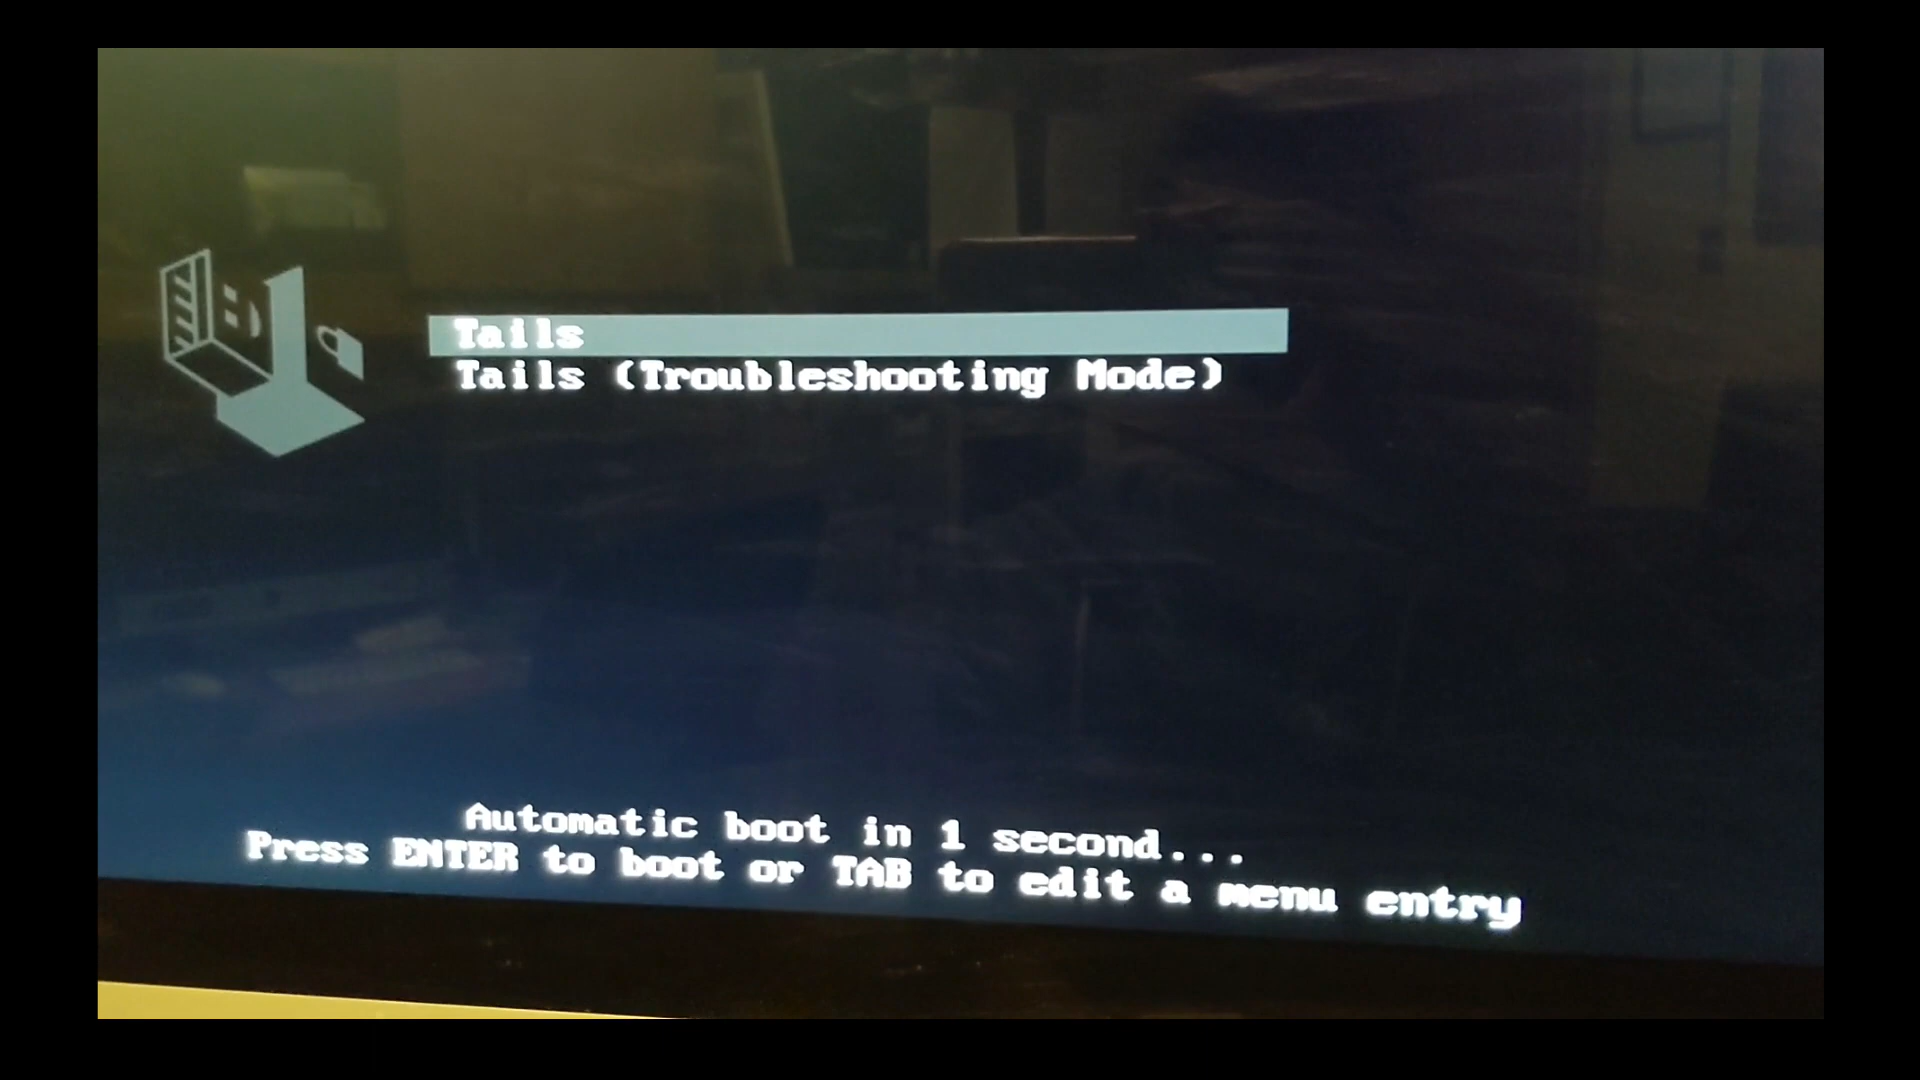 Tails
Tails (Troubleshooting Mode)
Automatic boot in 1 second...
Press ENTER to boot or TAB to edit a menu entry